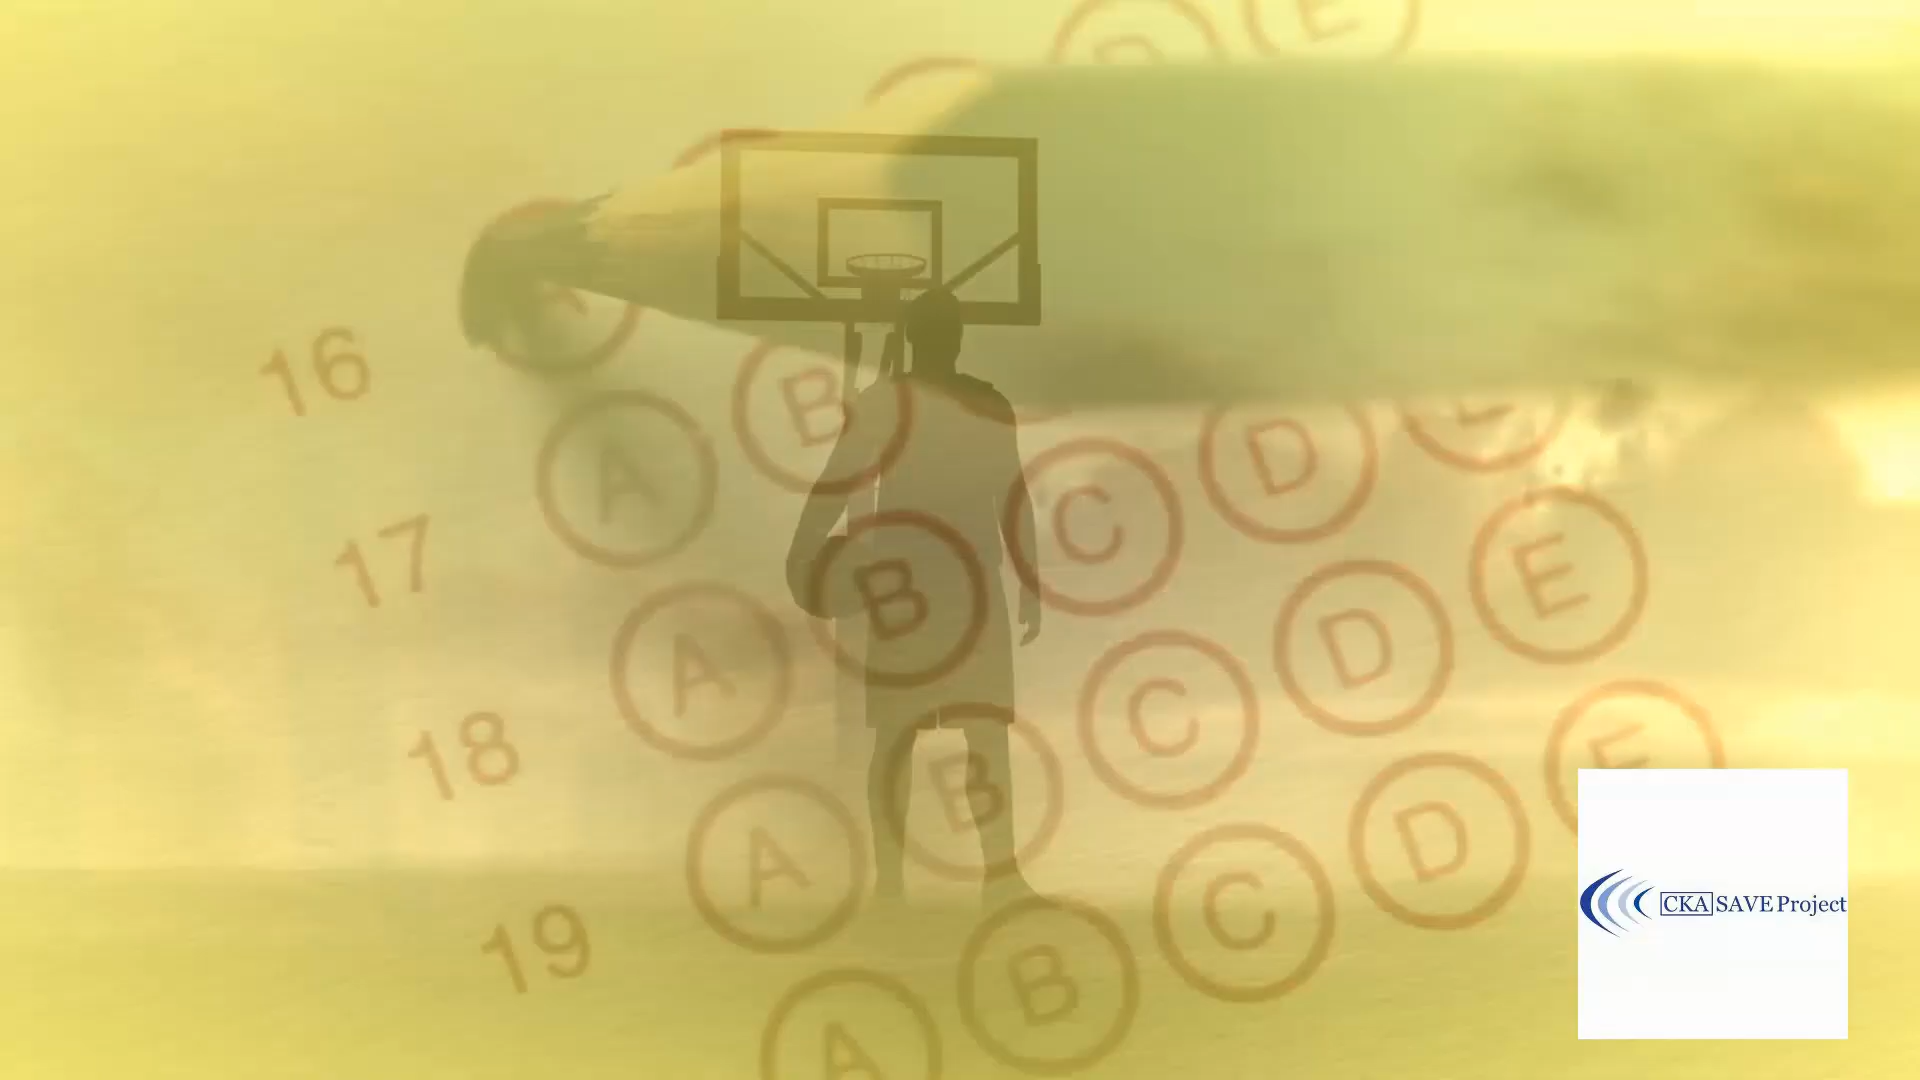 16 A D E
17 A B
18 A B C D E
19 A B C D E
A B C D E
CKA SAVE Project